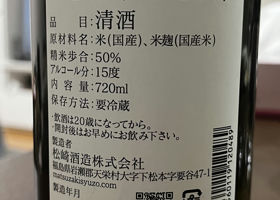 品目：清酒
原材料名：米(国産)、米麹(国産米)
精米歩合：50％
アルコール分：15度
内容量：720ml
保存方法：要冷蔵
・飲酒は20歳になってから。
・開封後はお早めにお飲み下さい。
製造者
松崎酒造株式会社
福島県岩瀬郡天栄村大字下松本字要谷47-1
matsuzakisyuzo.com
製造年月